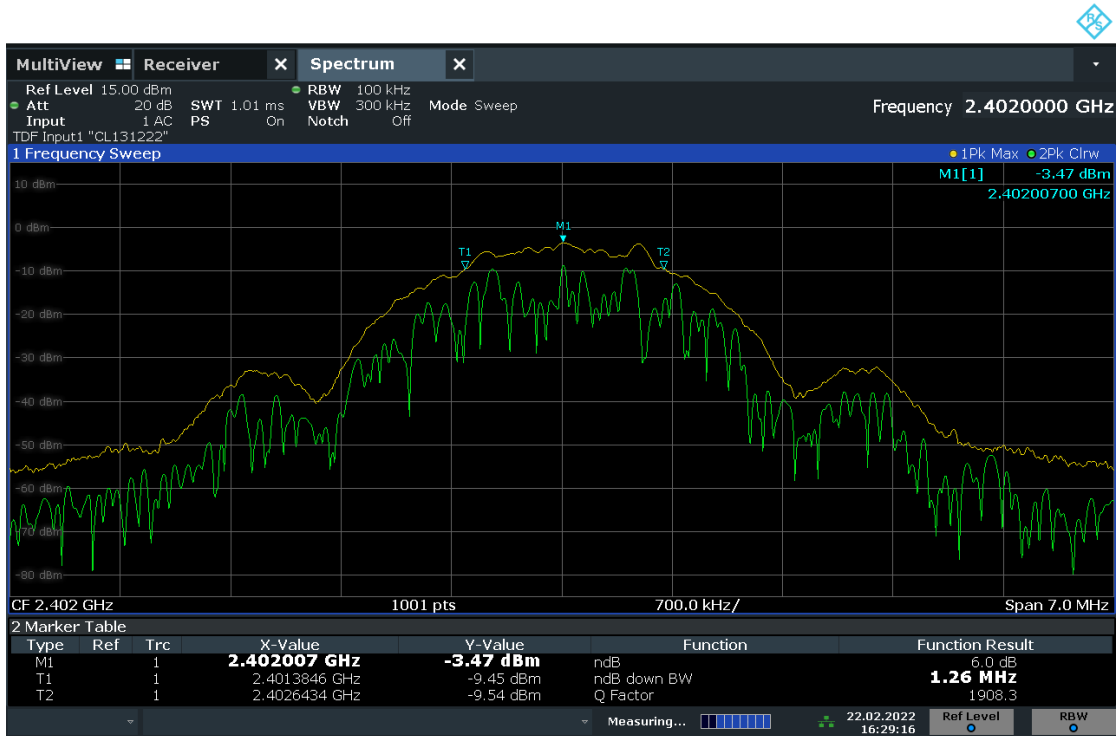 R&S
MultiView Receiver X Spectrum X
Ref Level 15.00 dBm RBW 100 kHz
Att 20 dB SWT 1.01 ms VBW 300 kHz Mode Sweep Frequency 2.4020000 GHz
Input 1 AC PS On Notch Off
TDF Input1 "CL131222"
1 Frequency Sweep 1Pk Max 2Pk Clrw
M1[1] -3.47 dBm
10 dBm
2.40200700 GHz
0 dBm
M1
T1 T2
-10 dBm
-20 dBm
-30 dBm
-40 dBm
-50 dBm
-60 dBm
-70 dBm
-80 dBm
CF 2.402 GHz 1001 pts 700.0 kHz/ Span 7.0 MHz
2 Marker Table
Type Ref Trc X-Value Y-Value Function Function Result
M1 1 2.402007 GHz -3.47 dBm ndB 6.0 dB
T1 1 2.4013846 GHz -9.45 dBm ndB down BW 1.26 MHz
T2 1 2.4026434 GHz -9.54 dBm Q Factor 1908.3
Measuring... 22.02.2022 Ref Level RBW
16:29:16